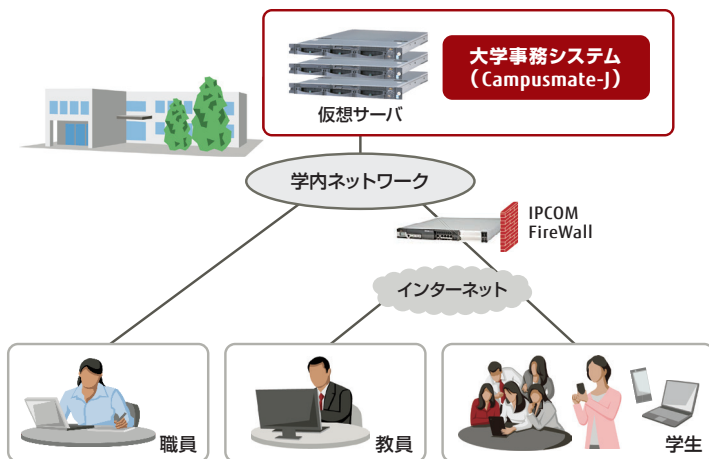 大学事務システム
（Campusmate-J）
仮想サーバ
学内ネットワーク
IPCOM
FireWall
インターネット
職員
教員
学生